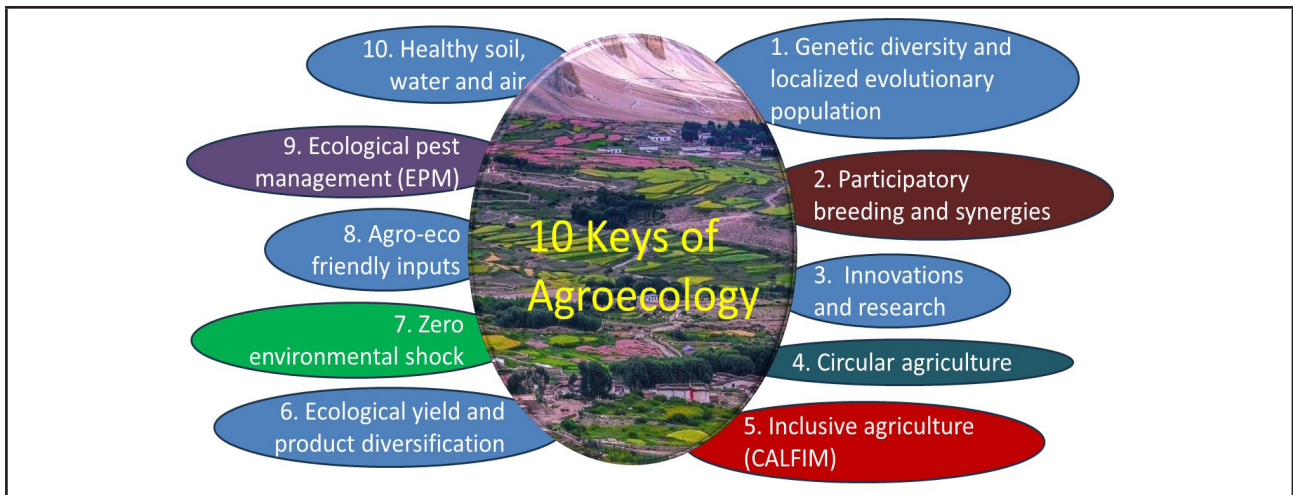 10 Keys of
Agroecology
1. Genetic diversity and
localized evolutionary
population
2. Participatory
breeding and synergies
3. Innovations
and research
4. Circular agriculture
5. Inclusive agriculture
(CALFIM)
6. Ecological yield and
product diversification
7. Zero
environmental shock
8. Agro-eco
friendly inputs
9. Ecological pest
management (EPM)
10. Healthy soil,
water and air